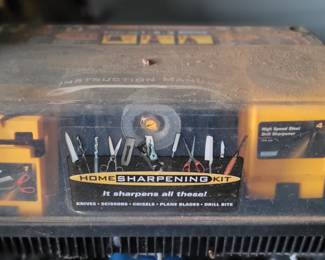 INSTRUCTION MANUAL
High Speed Steel
Drill Sharpener
4
HOME SHARPENING KIT
It sharpens all these!
KNIVES • SCISSORS • CHISELS • PLANE BLADES • DRILL BITS